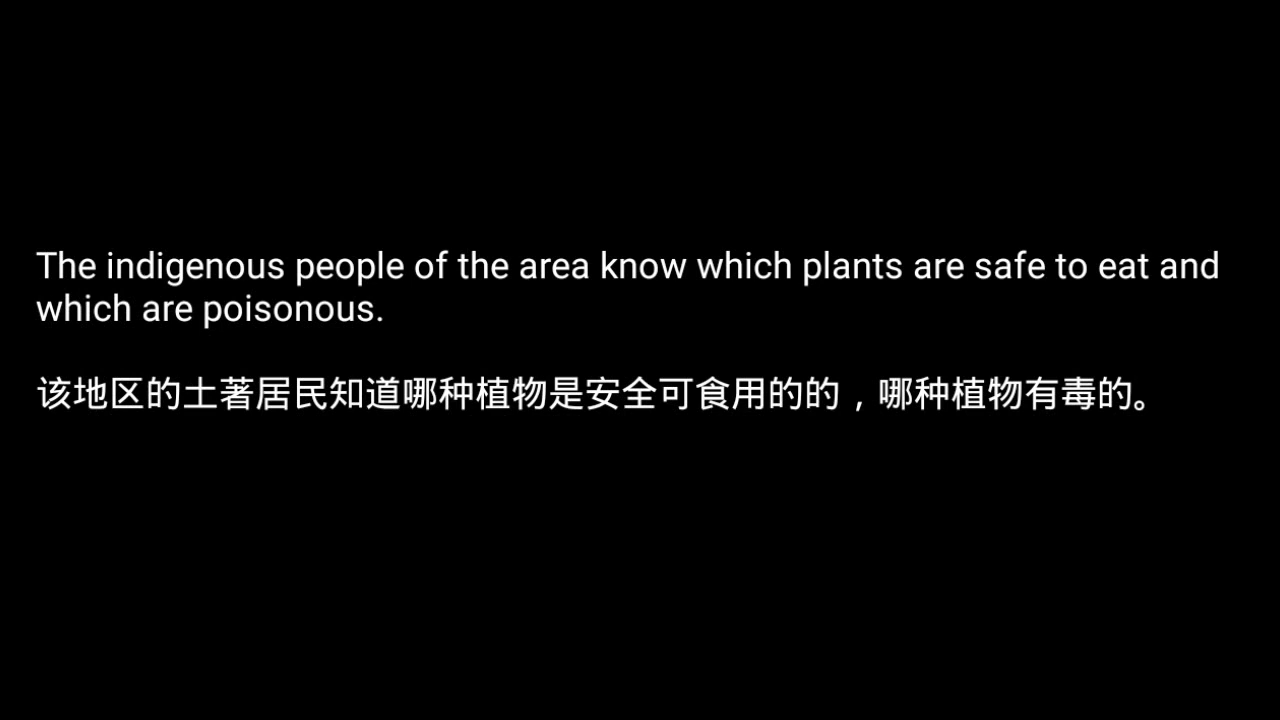 The indigenous people of the area know which plants are safe to eat and
which are poisonous.
该地区的土著居民知道哪种植物是安全可食用的的，哪种植物有毒的。